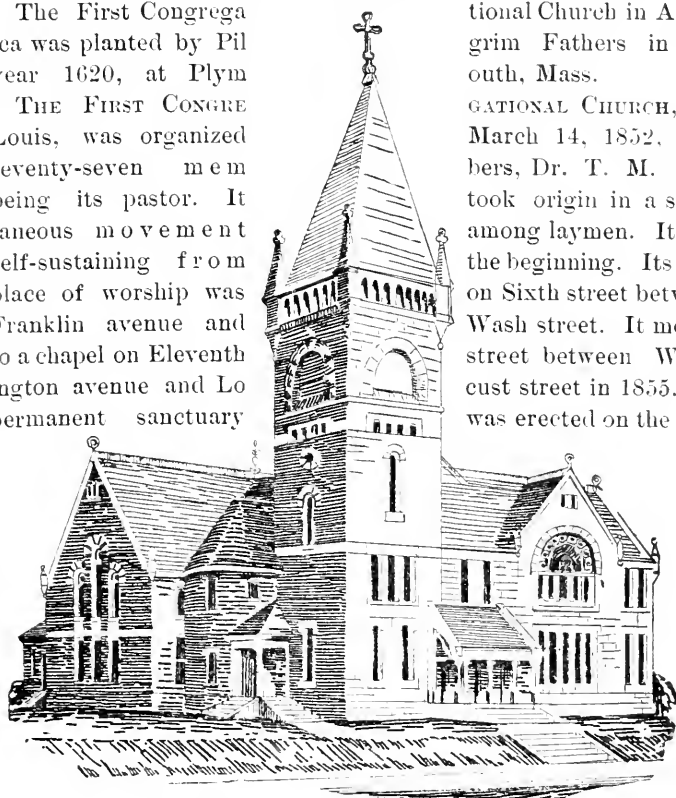 The First Congrega tional Church in A
ca was planted by Pil grim Fathers in
year 1620, at Plym outh, Mass.
THE FIRST CONGRE GATIONAL CHURCH,
Louis, was organized March 14, 1852,
eventy-seven mem bers, Dr. T. M.
being its pastor. It took origin in a s
aneous movement among laymen. It
elf-sustaining from the beginning. Its
place of worship was on Sixth street betw
Franklin avenue and Wash street. It mo
o a chapel on Eleventh street between W
ngton avenue and Lo cust street in 1855.
permanent sanctuary was erected on the